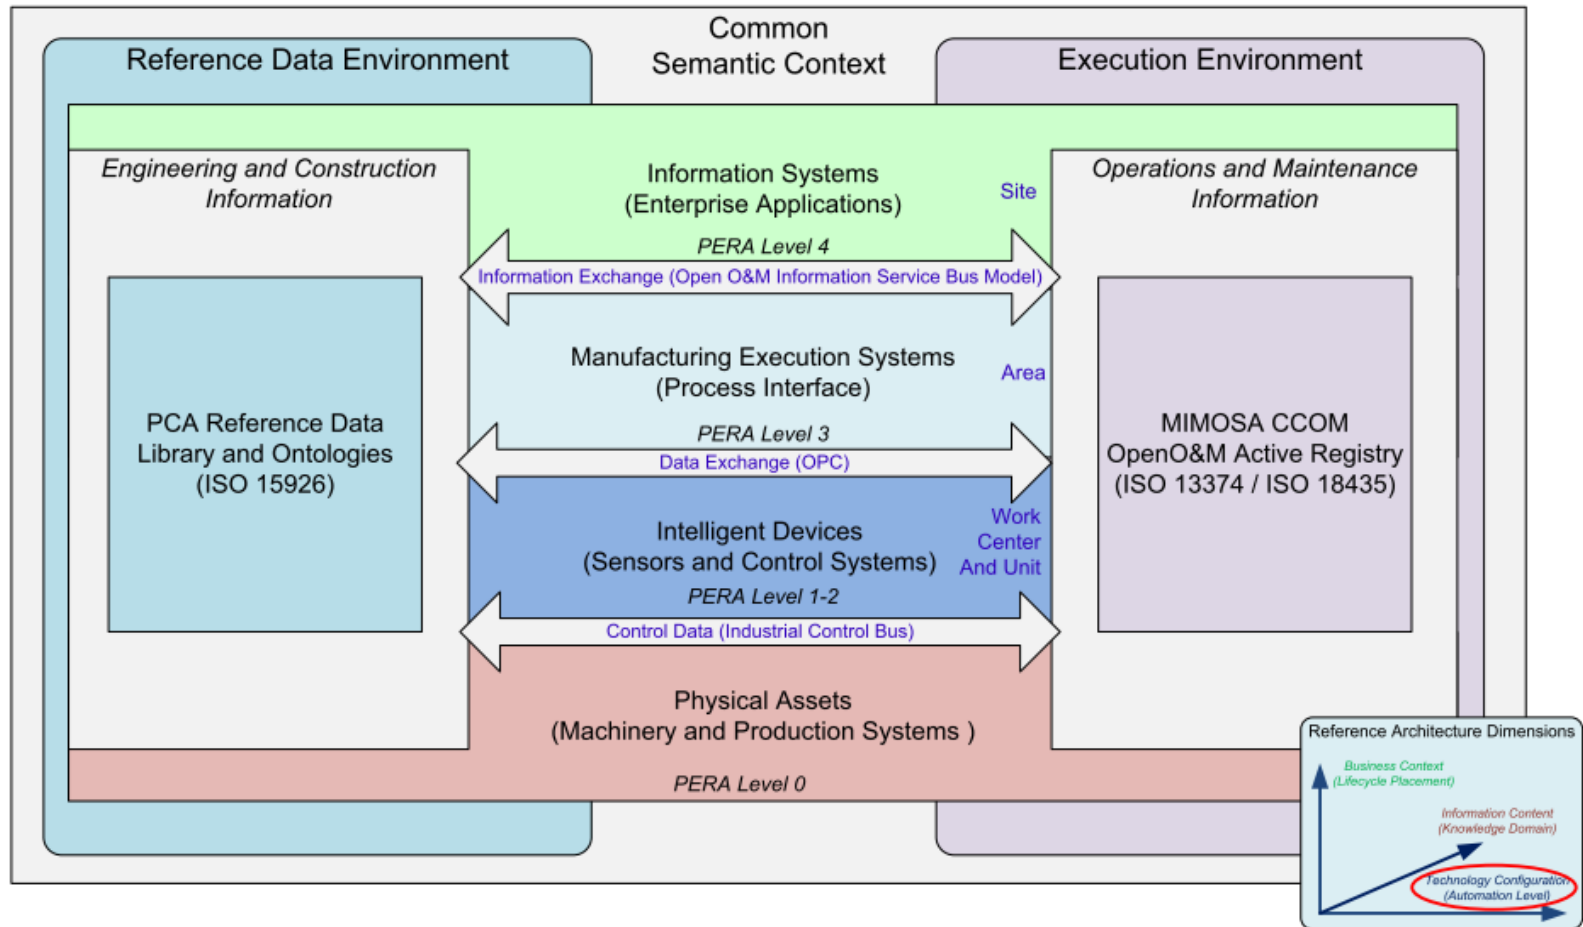 Common
Semantic Context
Reference Data Environment
Execution Environment
Engineering and Construction
Information
Information Systems
(Enterprise Applications)
Site
Operations and Maintenance
Information
PERA Level 4
Information Exchange (Open O&M Information Service Bus Model)
Manufacturing Execution Systems
(Process Interface)
Area
PERA Level 3
Data Exchange (OPC)
PCA Reference Data
Library and Ontologies
(ISO 15926)
MIMOSA CCOM
OpenO&M Active Registry
(ISO 13374 / ISO 18435)
Intelligent Devices
(Sensors and Control Systems)
Work
Center
And Unit
PERA Level 1-2
Control Data (Industrial Control Bus)
Physical Assets
(Machinery and Production Systems )
PERA Level 0
Reference Architecture Dimensions
Business Context
(Lifecycle Placement)
Information Content
(Knowledge Domain)
Technology Configuration
(Automation Level)